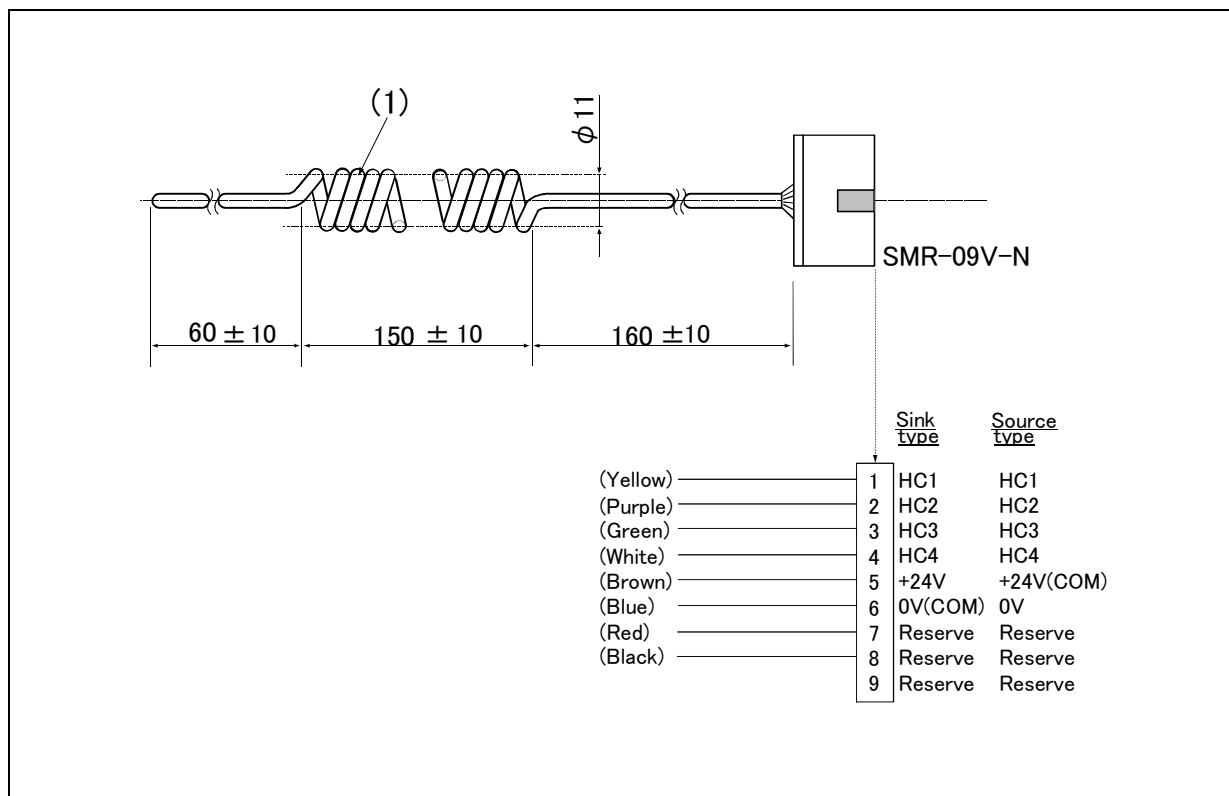 (1)
φ11
SMR-09V-N
60 ±10
150 ±10
160 ±10
Sink type
Source type
(Yellow) 1 HC1 HC1
(Purple) 2 HC2 HC2
(Green) 3 HC3 HC3
(White) 4 HC4 HC4
(Brown) 5 +24V +24V(COM)
(Blue) 6 0V(COM) 0V
(Red) 7 Reserve Reserve
(Black) 8 Reserve Reserve
9 Reserve Reserve